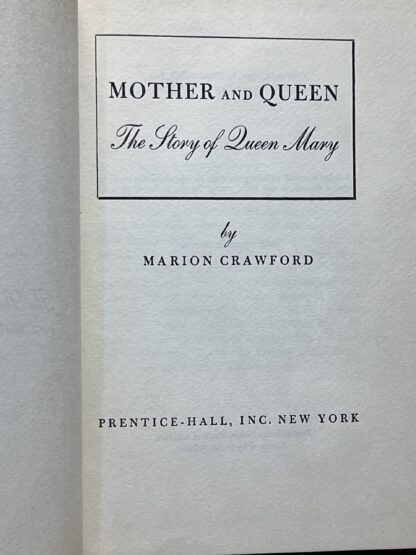 MOTHER AND QUEEN
The Story of Queen Mary
by
MARION CRAWFORD
PRENTICE-HALL, INC. NEW YORK